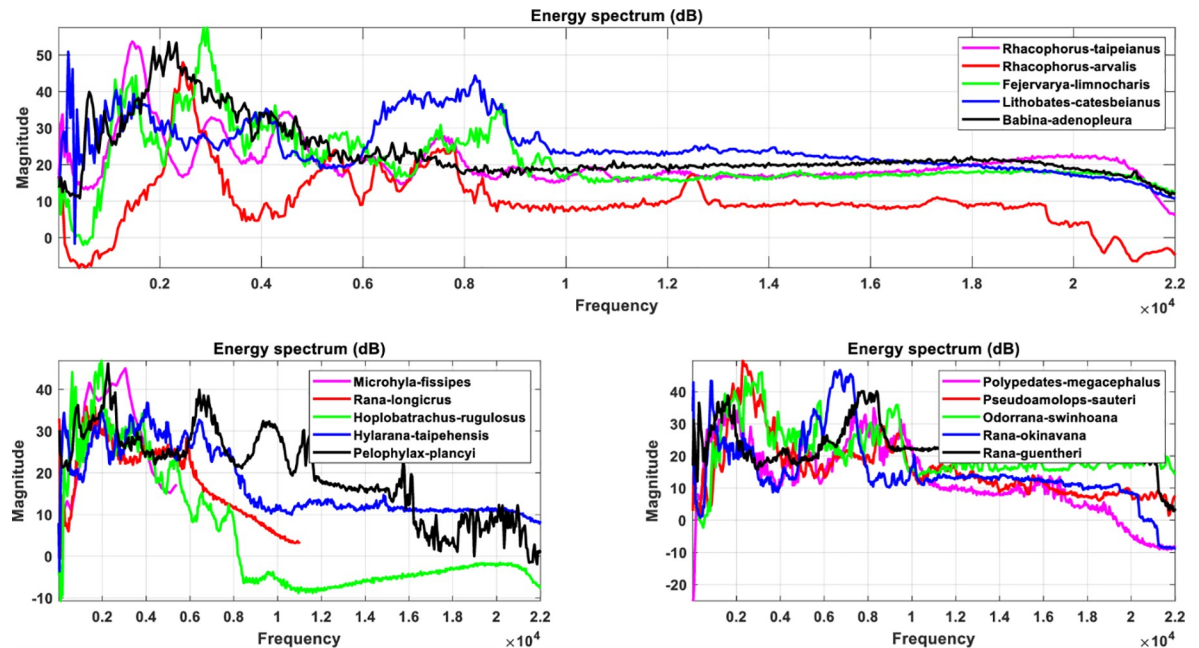 Energy spectrum (dB)
Magnitude
50
40
30
20
10
0
Rhacophorus-taipeianus
Rhacophorus-arvalis
Fejervarya-limnocharis
Lithobates-catesbeianus
Babina-adenopleura
0.2 0.4 0.6 0.8 1 1.2 1.4 1.6 1.8 2 2.2
Frequency
×10⁴
Energy spectrum (dB)
Magnitude
40
30
20
10
0
-10
Microhyla-fissipes
Rana-longicrus
Hoplobatrachus-rugulosus
Hylarana-taipehensis
Pelophylax-plancyi
0.2 0.4 0.6 0.8 1 1.2 1.4 1.6 1.8 2 2.2
Frequency
×10⁴
Energy spectrum (dB)
Magnitude
40
30
20
10
0
-10
-20
Polypedates-megacephalus
Pseudoamolops-sauteri
Odorrana-swinhoana
Rana-okinavana
Rana-guentheri
0.2 0.4 0.6 0.8 1 1.2 1.4 1.6 1.8 2 2.2
Frequency
×10⁴